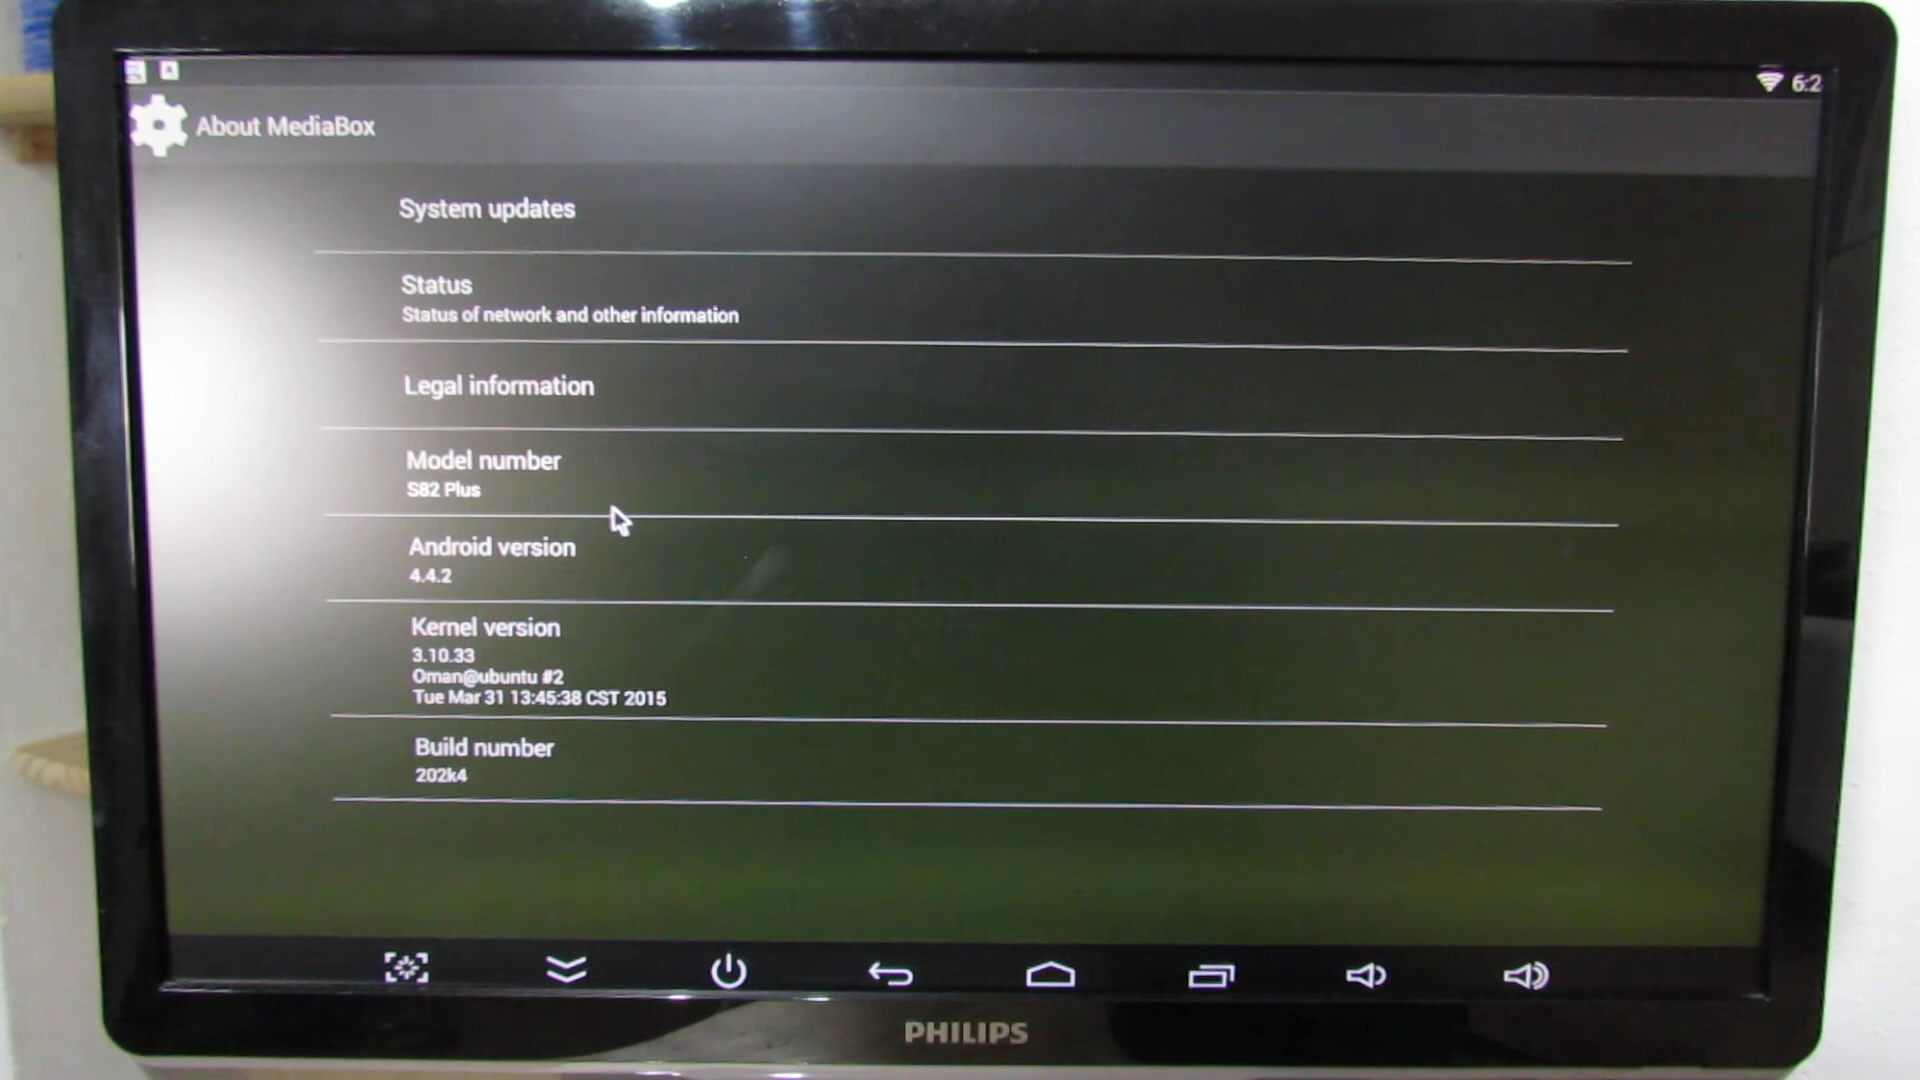 6:2
About MediaBox
System updates
Status
Status of network and other information
Legal information
Model number
S82 Plus
Android version
4.4.2
Kernel version
3.10.33
Oman@ubuntu #2
Tue Mar 31 13:45:38 CST 2015
Build number
202k4
PHILIPS